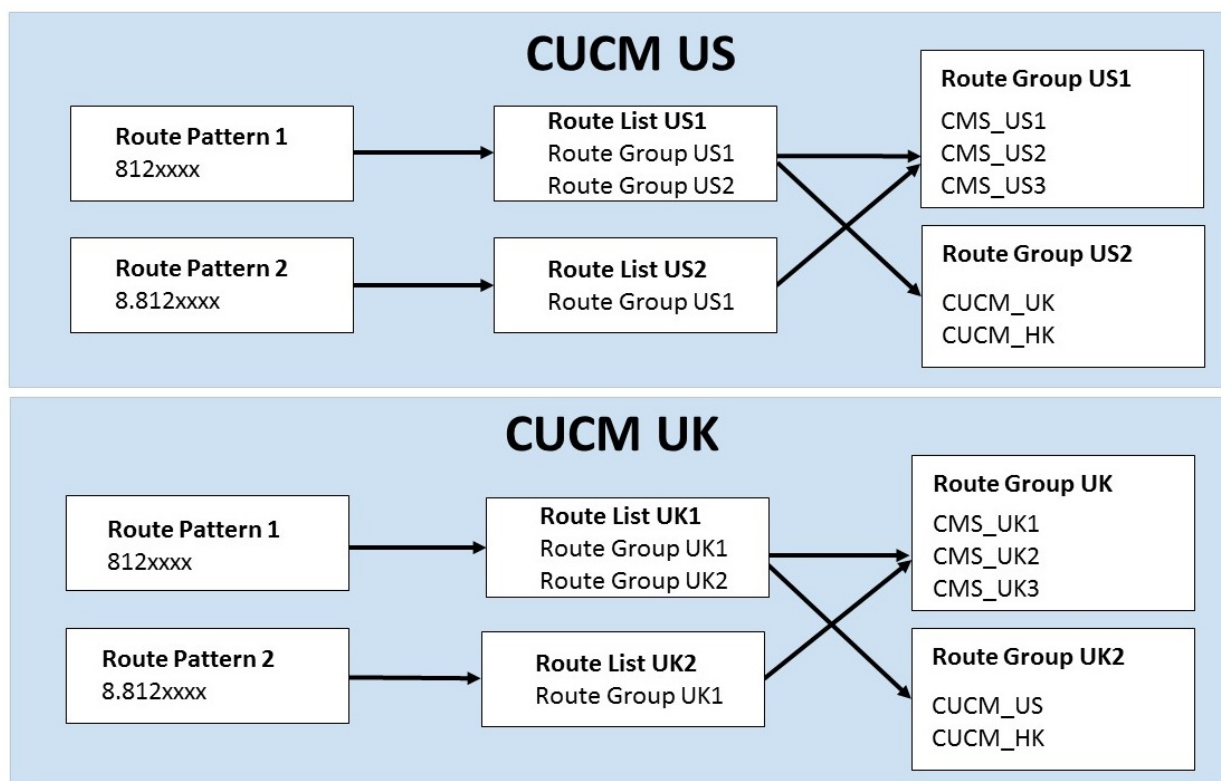 CUCM US
Route Pattern 1
812xxxx
Route List US1
Route Group US1
Route Group US2
Route Group US1
CMS_US1
CMS_US2
CMS_US3
Route Pattern 2
8.812xxxx
Route List US2
Route Group US1
Route Group US2
CUCM_UK
CUCM_HK
CUCM UK
Route Pattern 1
812xxxx
Route List UK1
Route Group UK1
Route Group UK2
Route Group UK
CMS_UK1
CMS_UK2
CMS_UK3
Route Pattern 2
8.812xxxx
Route List UK2
Route Group UK1
Route Group UK2
CUCM_US
CUCM_HK